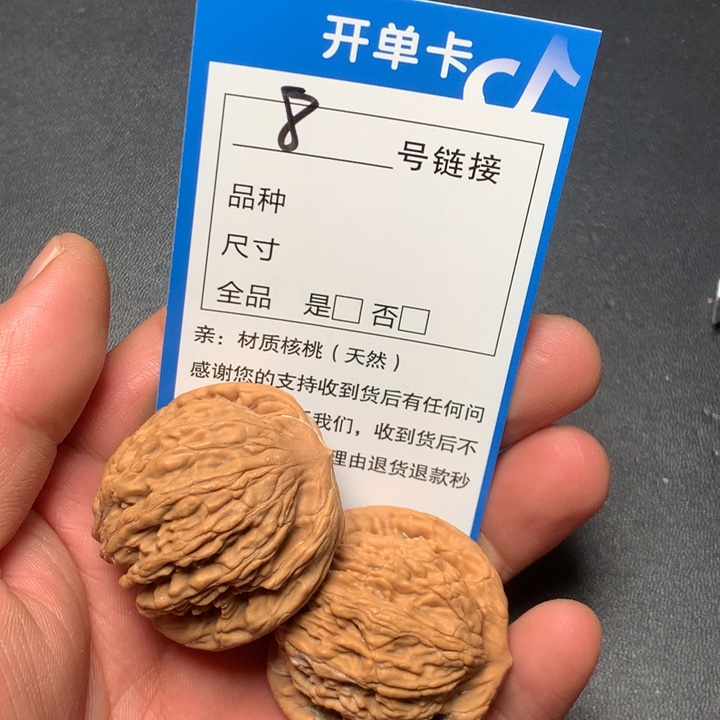 开单卡
8 号链接
品种
尺寸
全品 是□ 否□
亲：材质核桃（天然）
感谢您的支持收到货后有任何问
我们，收到货后不
理由退货退款秒